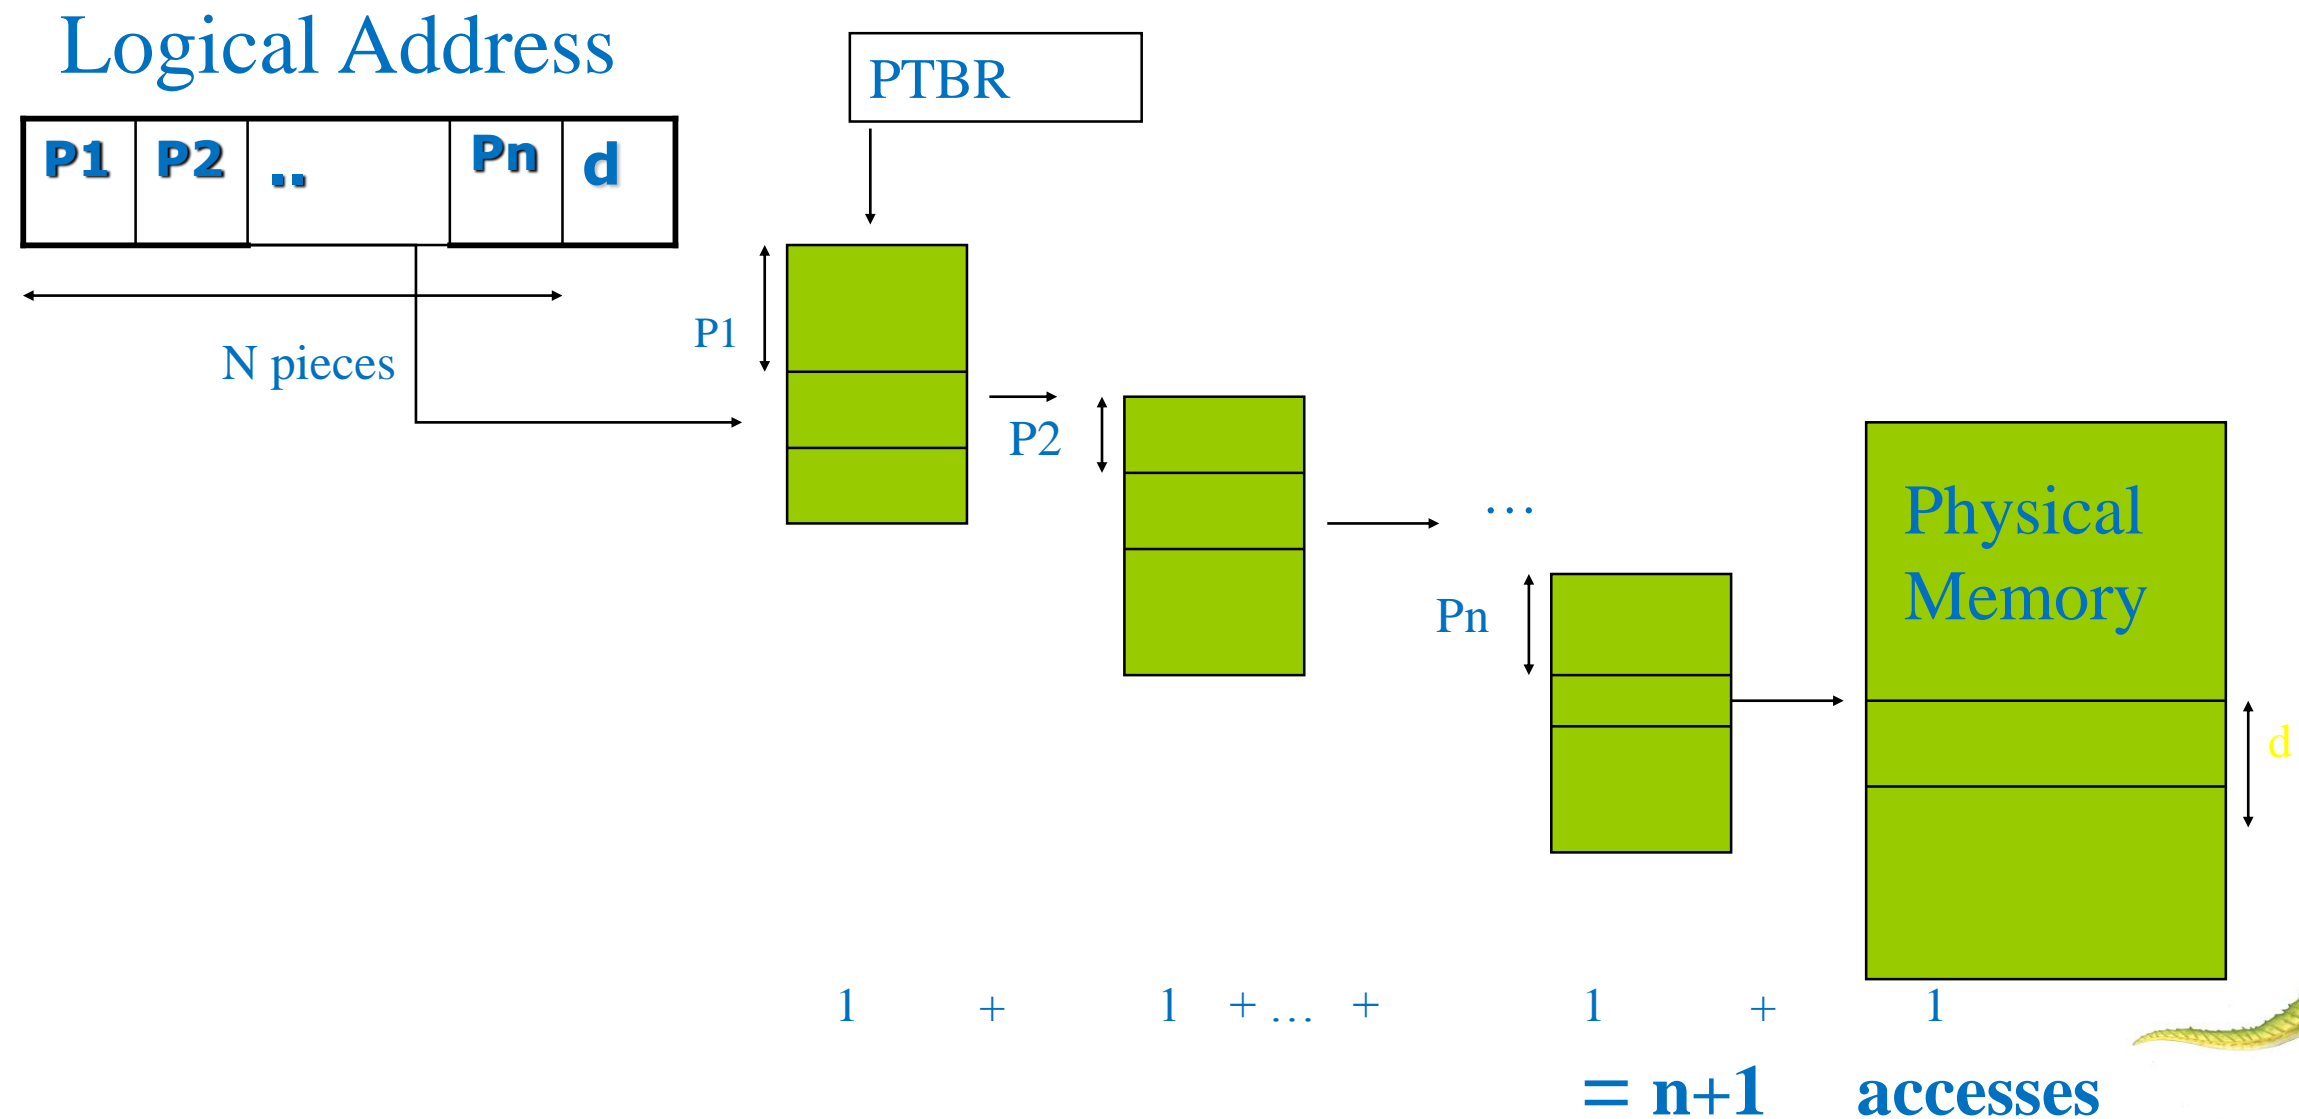 Logical Address
PTBR
P1 P2 .. Pn d
P1
N pieces
P2
...
Physical
Memory
Pn
d
1 + 1 + ... + 1 + 1
= n+1 accesses